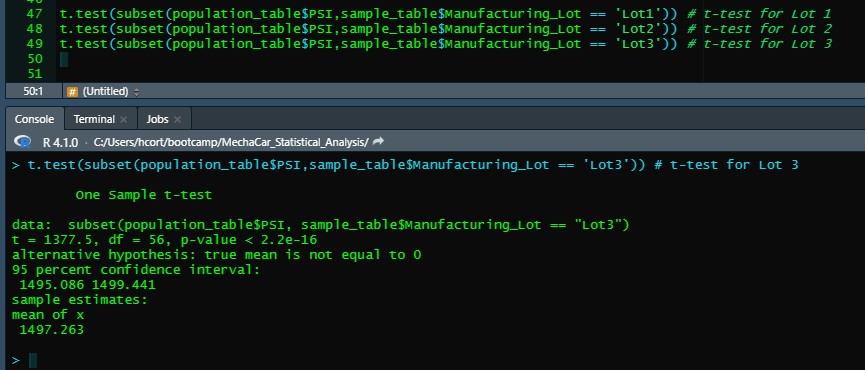 47 t.test(subset(population_table$PSI,sample_table$Manufacturing_Lot == 'Lot1')) # t-test for Lot 1
48 t.test(subset(population_table$PSI,sample_table$Manufacturing_Lot == 'Lot2')) # t-test for Lot 2
49 t.test(subset(population_table$PSI,sample_table$Manufacturing_Lot == 'Lot3')) # t-test for Lot 3
50
51
50:1 # (Untitled)
Console Terminal × Jobs ×
R 4.1.0 · C:/Users/hcort/bootcamp/MechaCar_Statistical_Analysis/
> t.test(subset(population_table$PSI,sample_table$Manufacturing_Lot == 'Lot3')) # t-test for Lot 3
One Sample t-test
data: subset(population_table$PSI, sample_table$Manufacturing_Lot == "Lot3")
t = 1377.5, df = 56, p-value < 2.2e-16
alternative hypothesis: true mean is not equal to 0
95 percent confidence interval:
1495.086 1499.441
sample estimates:
mean of x
1497.263
>